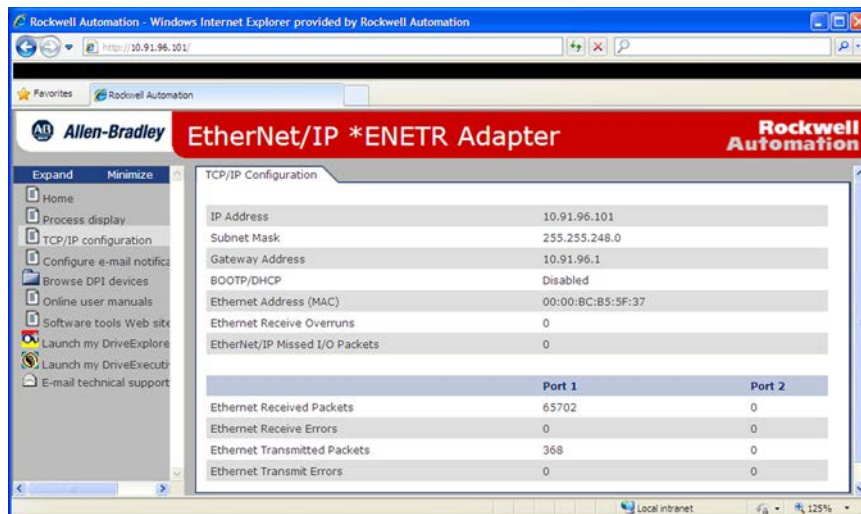 Rockwell Automation - Windows Internet Explorer provided by Rockwell Automation
http://10.91.96.101/
Favorites Rockwell Automation
AB Allen-Bradley EtherNet/IP *ENETR Adapter Rockwell Automation
Expand Minimize
Home
Process display
TCP/IP configuration
Configure e-mail notifica
Browse DPI devices
Online user manuals
Software tools Web site
Launch my DriveExplore
Launch my DriveExecuti
E-mail technical support
TCP/IP Configuration
IP Address 10.91.96.101
Subnet Mask 255.255.248.0
Gateway Address 10.91.96.1
BOOTP/DHCP Disabled
Ethernet Address (MAC) 00:00:BC:B5:5F:37
Ethernet Receive Overruns 0
EtherNet/IP Missed I/O Packets 0
Port 1 Port 2
Ethernet Received Packets 65702 0
Ethernet Receive Errors 0 0
Ethernet Transmitted Packets 368 0
Ethernet Transmit Errors 0 0
Local intranet 125%